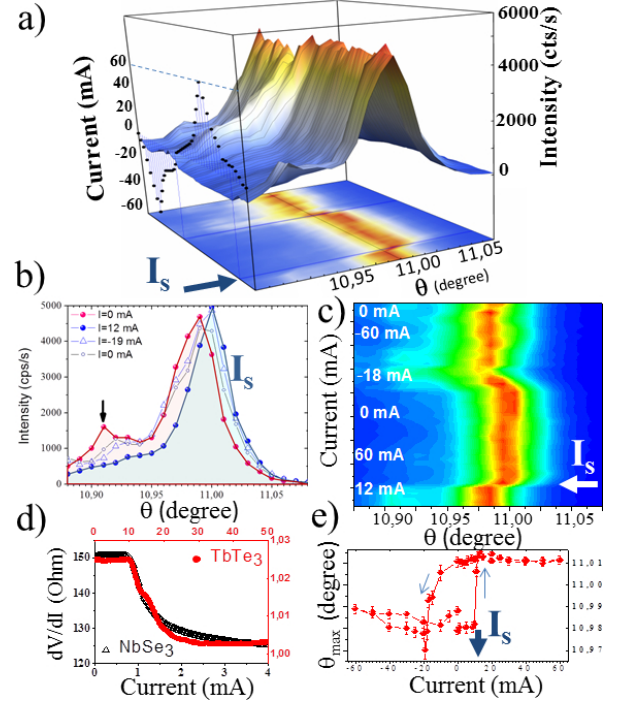 a)
Current (mA)
60
40
20
0
-20
-40
-60
6000
4000
2000
0
Intensity (cts/s)
10,95
11,00
11,05
θ (degree)
Is
b)
I=0 mA
I=12 mA
I=-19 mA
I=0 mA
Is
5000
4000
3000
2000
1000
0
Intensity (cps/s)
10,90
10,95
11,00
θ (degree)
c)
Current (mA)
0 mA
-60 mA
-18 mA
0 mA
60 mA
12 mA
Is
10,90
10,95
11,00
11,05
θ (degree)
d)
0 10 20 30 40 50
TbTe3
NbSe3
150
140
130
120
dV/dI (Ohm)
1,03
1,02
1,01
1,00
0 1 2 3 4
Current (mA)
e)
θmax (degree)
11,01
11,00
10,99
10,98
10,97
Is
-60 -40 -20 0 20 40 60
Current (mA)